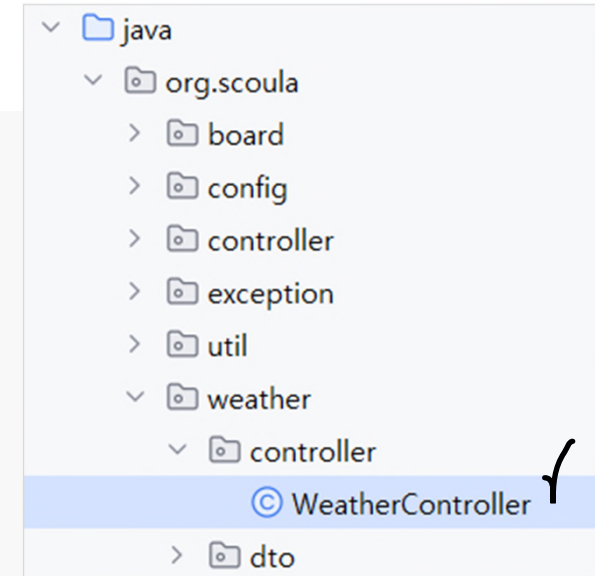 java
org.scoula
board
config
controller
exception
util
weather
controller
WeatherController
dto